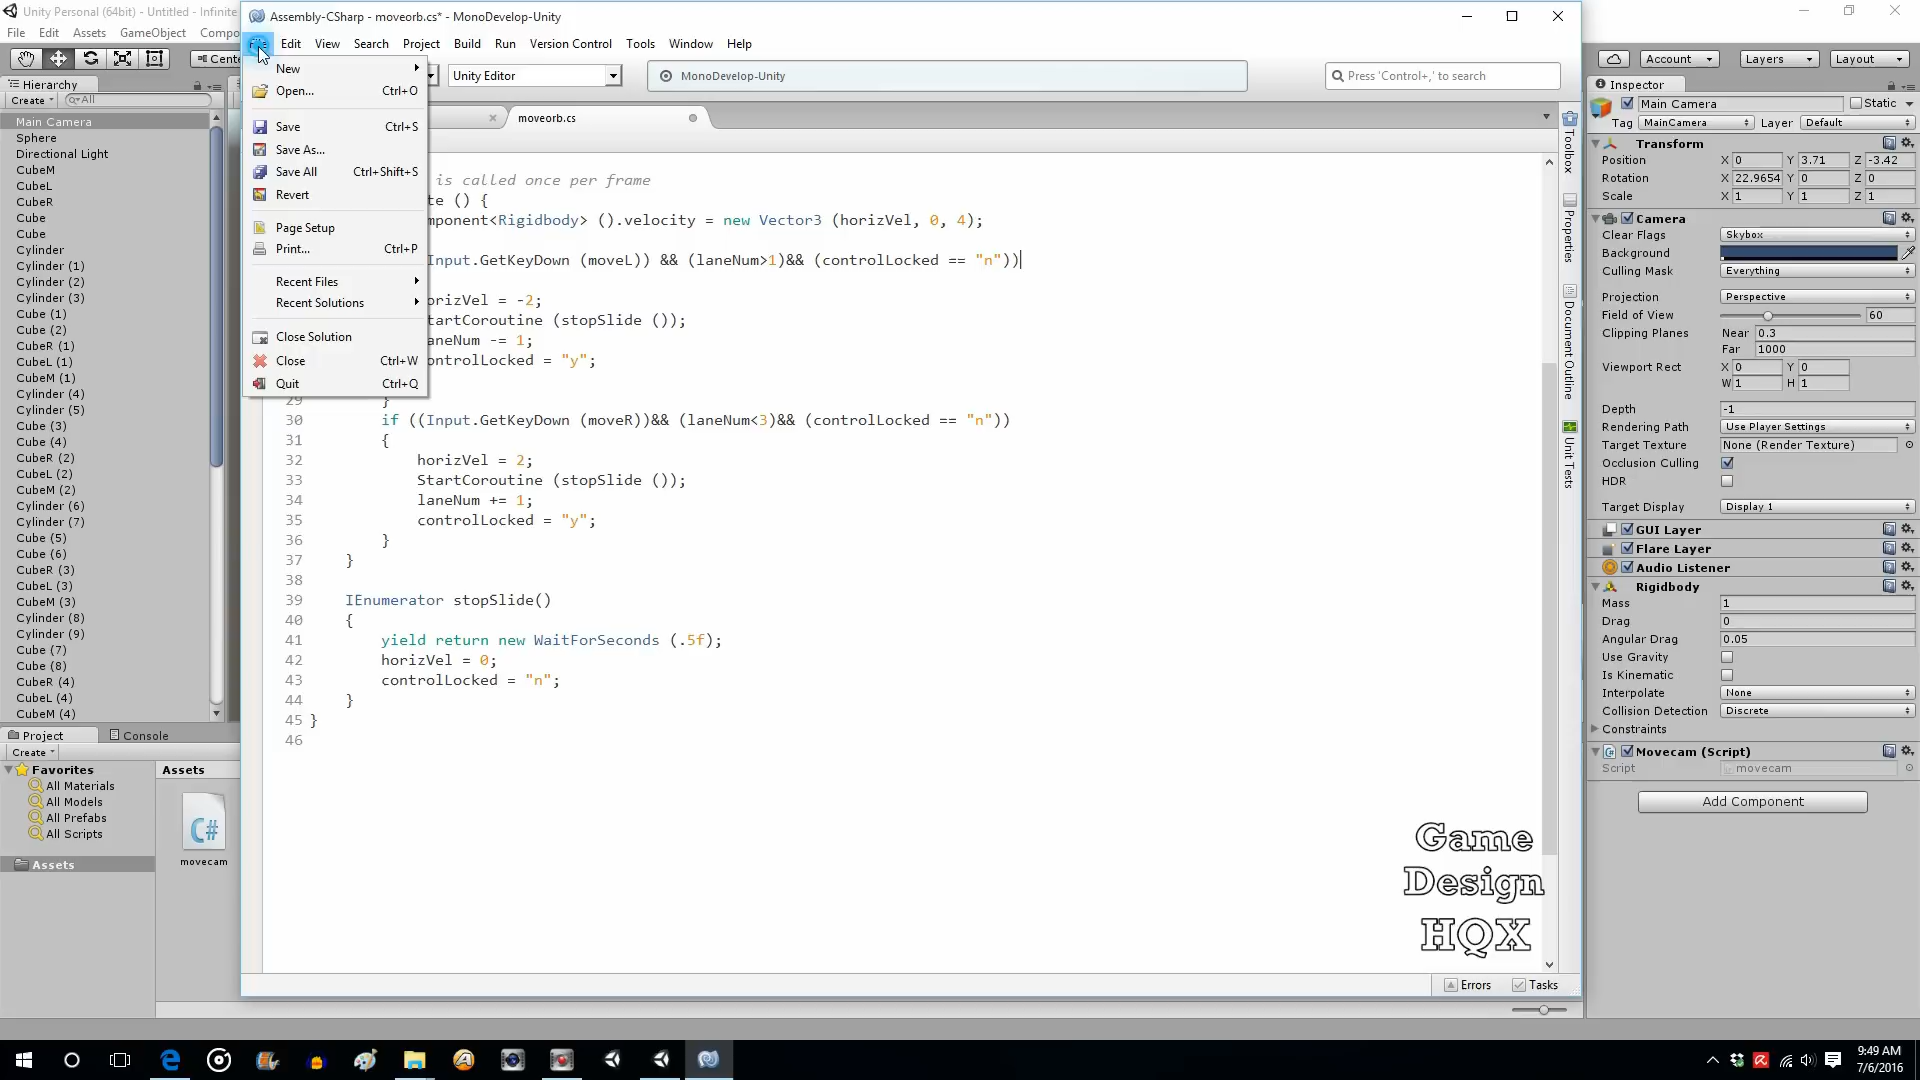 Unity Personal (64bit) - Untitled - Infinite
File Edit Assets GameObject Compo
Cente
Account Layers Layout
Hierarchy
Create All
Main Camera
Sphere
Directional Light
CubeM
CubeL
CubeR
Cube
Cube
Cylinder
Cylinder (1)
Cylinder (2)
Cylinder (3)
Cube (1)
Cube (2)
CubeR (1)
CubeL (1)
CubeM (1)
Cylinder (4)
Cylinder (5)
Cube (3)
Cube (4)
CubeR (2)
CubeL (2)
CubeM (2)
Cylinder (6)
Cylinder (7)
Cube (5)
Cube (6)
CubeR (3)
CubeL (3)
CubeM (3)
Cylinder (8)
Cylinder (9)
Cube (7)
Cube (8)
CubeR (4)
CubeL (4)
CubeM (4)
Project Console
Create
Favorites
All Materials
All Models
All Prefabs
All Scripts
Assets
Assets
C#
movecam
Assembly-CSharp - moveorb.cs* - MonoDevelop-Unity
File Edit View Search Project Build Run Version Control Tools Window Help
Unity Editor
MonoDevelop-Unity
Press 'Control+,' to search
New
Open... Ctrl+O
Save Ctrl+S
Save As...
Save All Ctrl+Shift+S
Revert
Page Setup
Print... Ctrl+P
Recent Files
Recent Solutions
Close Solution
Close Ctrl+W
Quit Ctrl+Q
moveorb.cs
is called once per frame
te () {
mponent<Rigidbody> ().velocity = new Vector3 (horizVel, 0, 4);
Input.GetKeyDown (moveL)) && (laneNum>1)&& (controlLocked == "n"))
orizVel = -2;
tartCoroutine (stopSlide ());
aneNum -= 1;
ontrolLocked = "y";
29 }
30 if ((Input.GetKeyDown (moveR))&& (laneNum<3)&& (controlLocked == "n"))
31 {
32 horizVel = 2;
33 StartCoroutine (stopSlide ());
34 laneNum += 1;
35 controlLocked = "y";
36 }
37 }
38
39 IEnumerator stopSlide()
40 {
41 yield return new WaitForSeconds (.5f);
42 horizVel = 0;
43 controlLocked = "n";
44 }
45 }
46
Toolbox
Properties
Document Outline
Unit Tests
Errors Tasks
Game
Design
HQX
Inspector
Main Camera Static
Tag MainCamera Layer Default
Transform
Position X 0 Y 3.71 Z -3.42
Rotation X 22.9654 Y 0 Z 0
Scale X 1 Y 1 Z 1
Camera
Clear Flags Skybox
Background
Culling Mask Everything
Projection Perspective
Field of View 60
Clipping Planes Near 0.3
Far 1000
Viewport Rect X 0 Y 0
W 1 H 1
Depth -1
Rendering Path Use Player Settings
Target Texture None (Render Texture)
Occlusion Culling
HDR
Target Display Display 1
GUI Layer
Flare Layer
Audio Listener
Rigidbody
Mass 1
Drag 0
Angular Drag 0.05
Use Gravity
Is Kinematic
Interpolate None
Collision Detection Discrete
Constraints
Movecam (Script)
Script movecam
Add Component
9:49 AM
7/6/2016